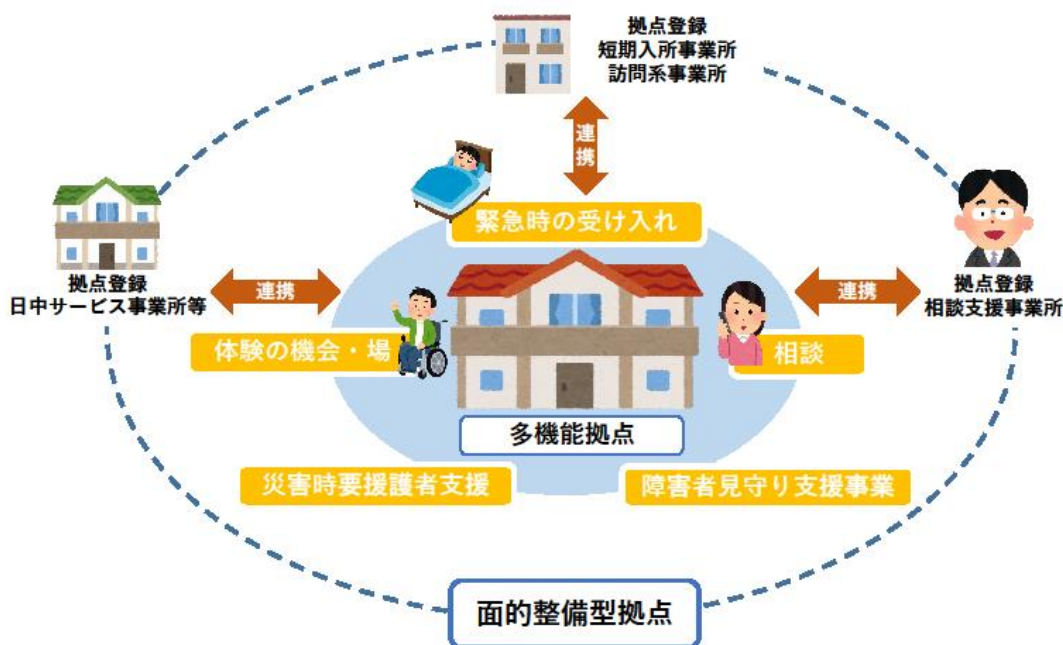 拠点登録
短期入所事業所
訪問系事業所
連携
緊急時の受け入れ
拠点登録
日中サービス事業所等
連携
連携
拠点登録
相談支援事業所
体験の機会・場
相談
多機能拠点
災害時要援護者支援
障害者見守り支援事業
面的整備型拠点